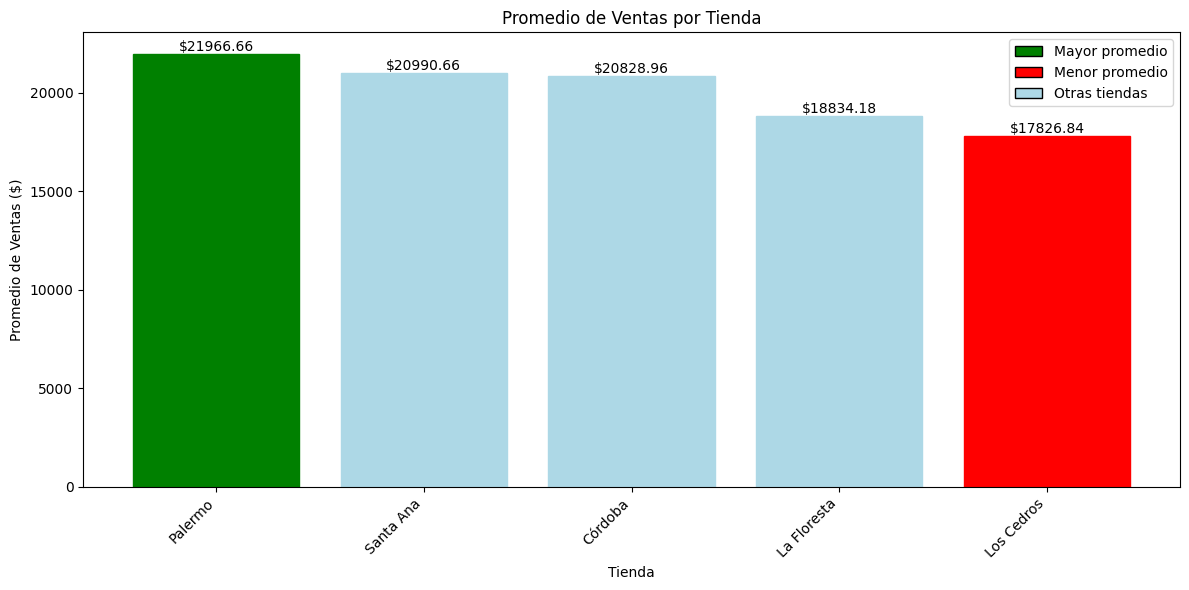 Promedio de Ventas por Tienda
$21966.66
$20990.66
$20828.96
$18834.18
$17826.84
Mayor promedio
Menor promedio
Otras tiendas
Promedio de Ventas ($)
20000
15000
10000
5000
0
Palermo
Santa Ana
Córdoba
La Floresta
Los Cedros
Tienda